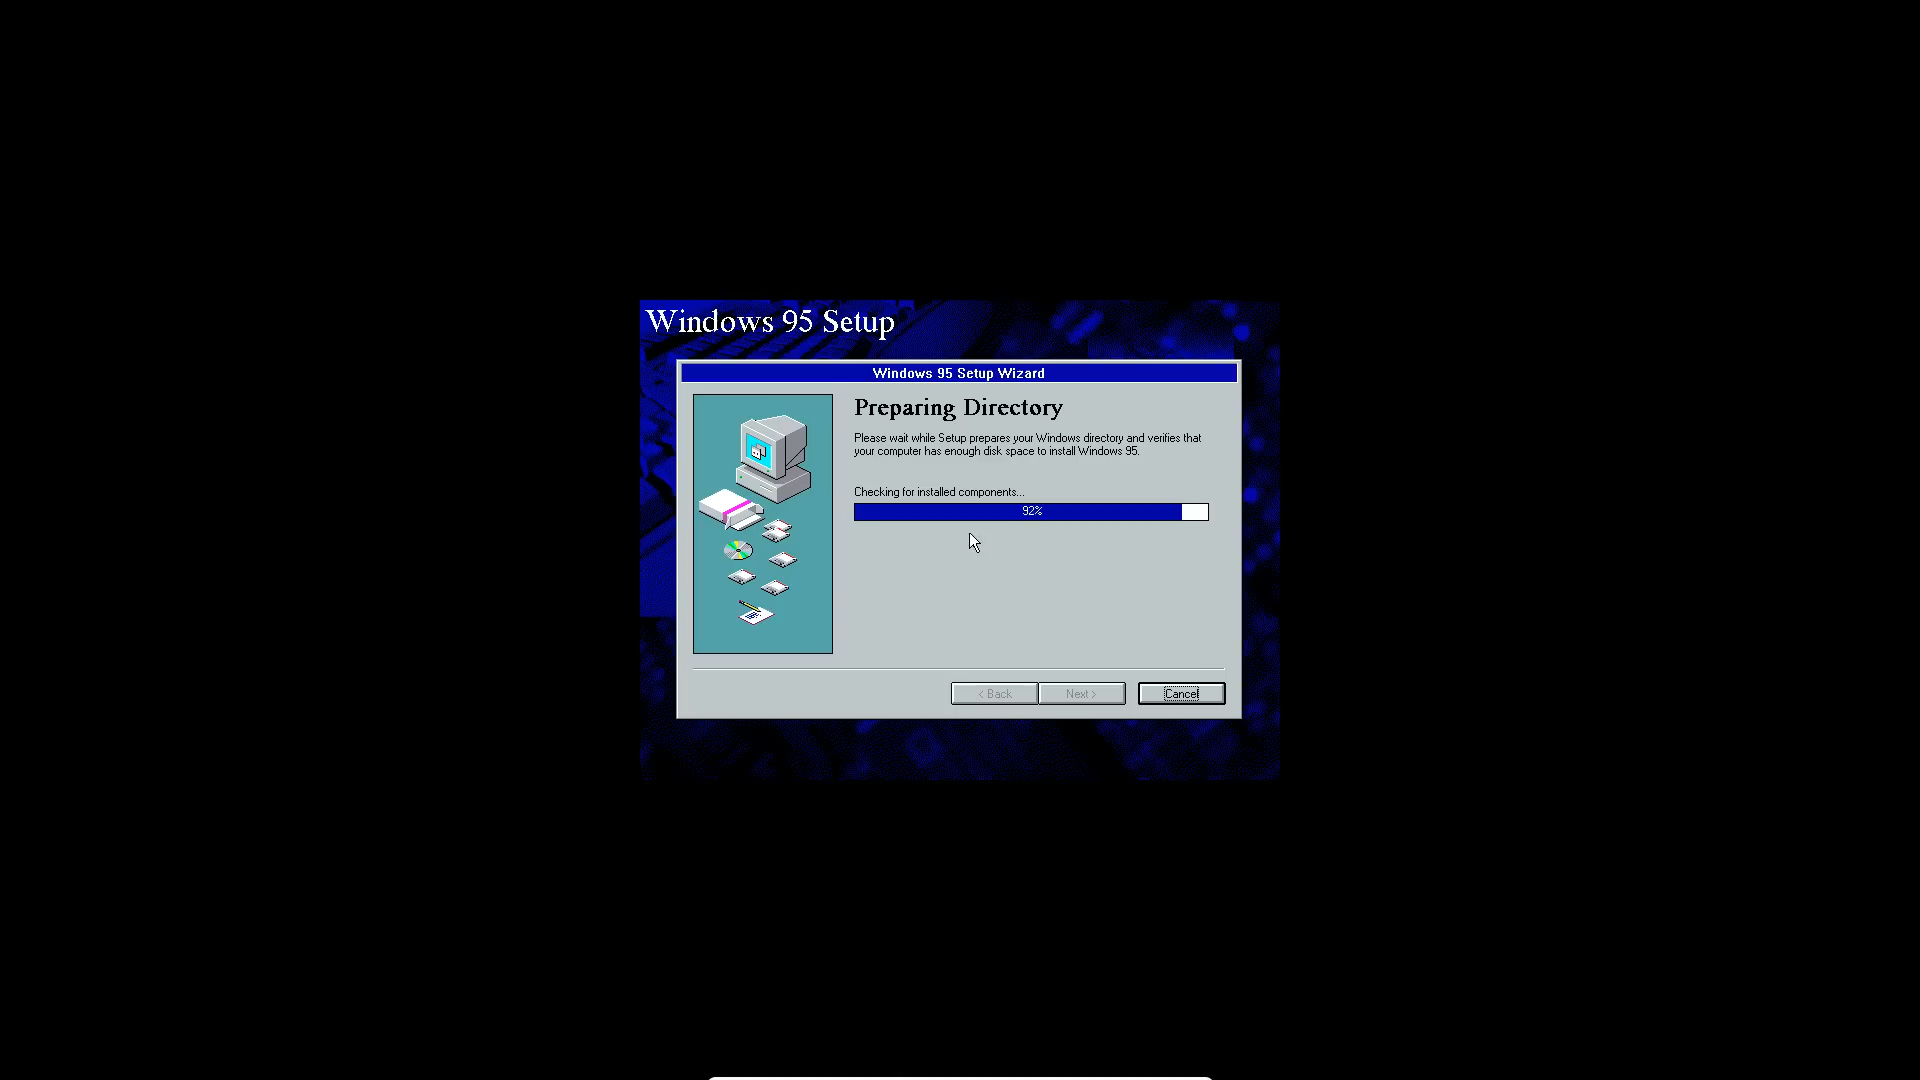 Windows 95 Setup
Windows 95 Setup Wizard
Preparing Directory
Please wait while Setup prepares your Windows directory and verifies that
your computer has enough disk space to install Windows 95.
Checking for installed components...
92%
< Back
Next >
Cancel